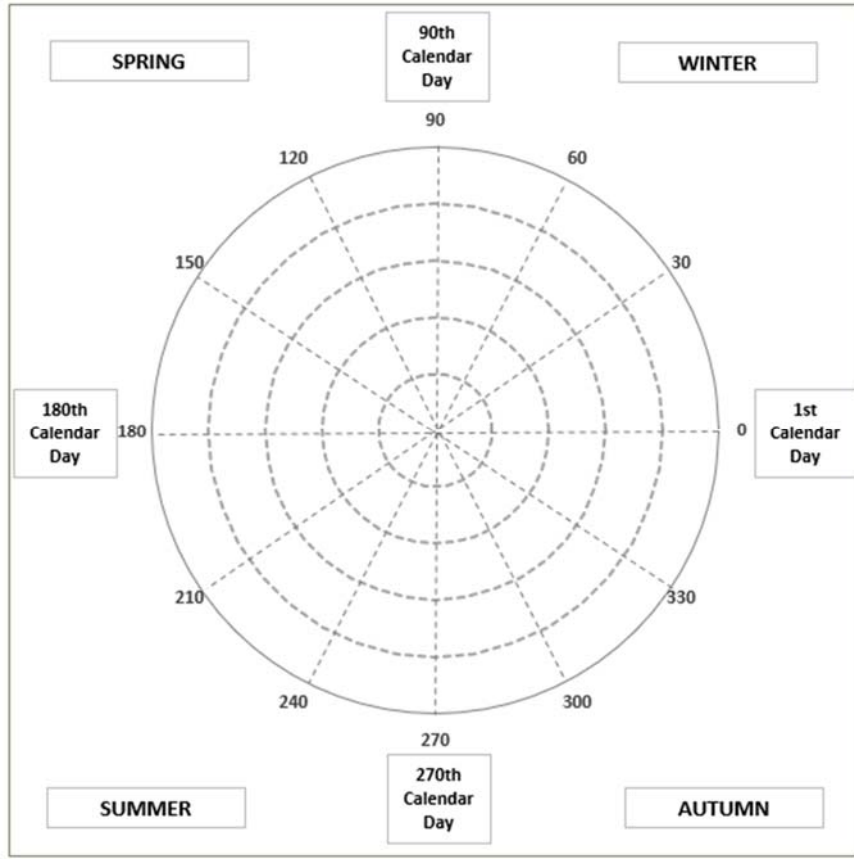 90th
Calendar
Day
SPRING
WINTER
90
120
60
150
30
180th
Calendar
Day
180
0
1st
Calendar
Day
210
330
240
300
270
270th
Calendar
Day
SUMMER
AUTUMN